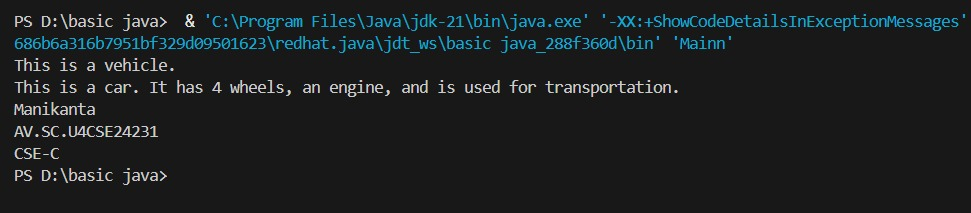 PS D:\basic java>  & 'C:\Program Files\Java\jdk-21\bin\java.exe' '-XX:+ShowCodeDetailsInExceptionMessages'
686b6a316b7951bf329d09501623\redhat.java\jdt_ws\basic java_288f360d\bin' 'Mainn'
This is a vehicle.
This is a car. It has 4 wheels, an engine, and is used for transportation.
Manikanta
AV.SC.U4CSE24231
CSE-C
PS D:\basic java>